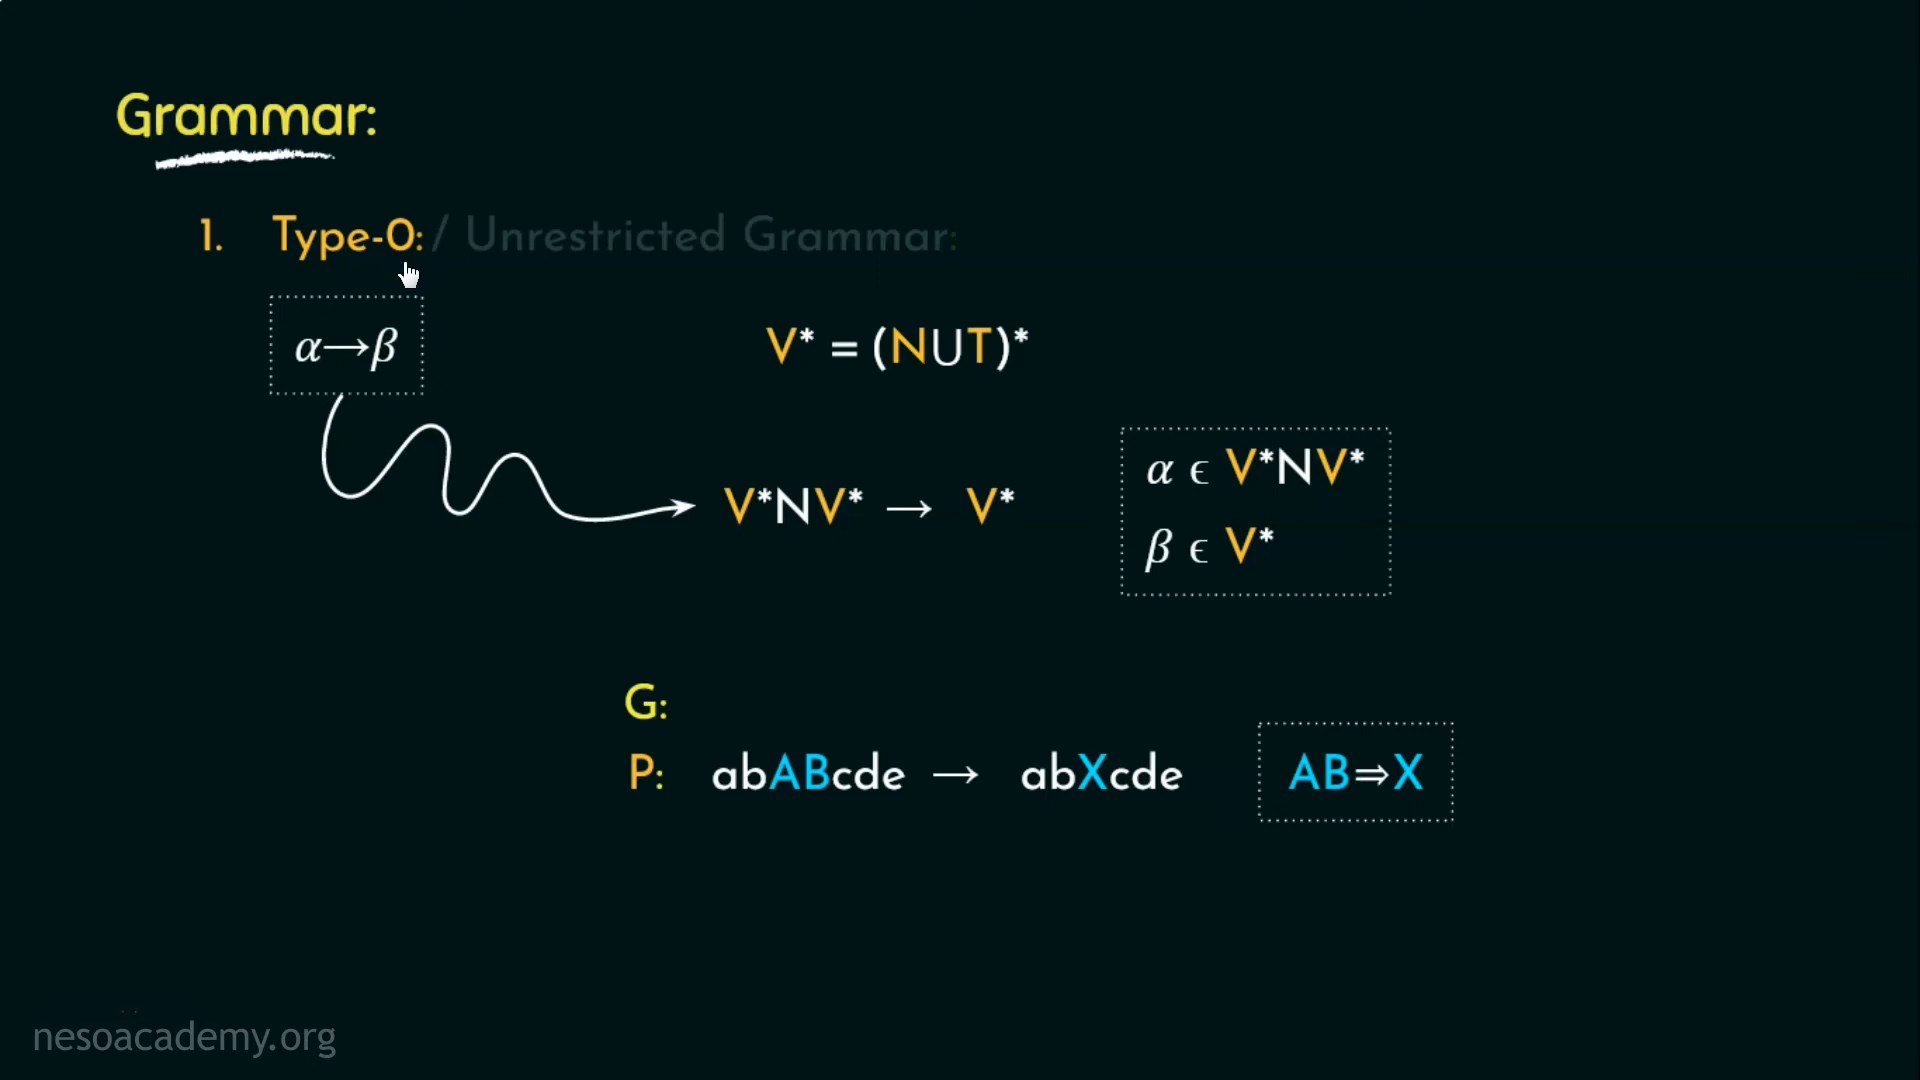 Grammar:
1. Type-0: / Unrestricted Grammar:
α→β
V* = (NUT)*
V*NV* → V*
α ϵ V*NV*
β ϵ V*
G:
P: abABcde → abXcde
AB⇒X
nesoacademy.org